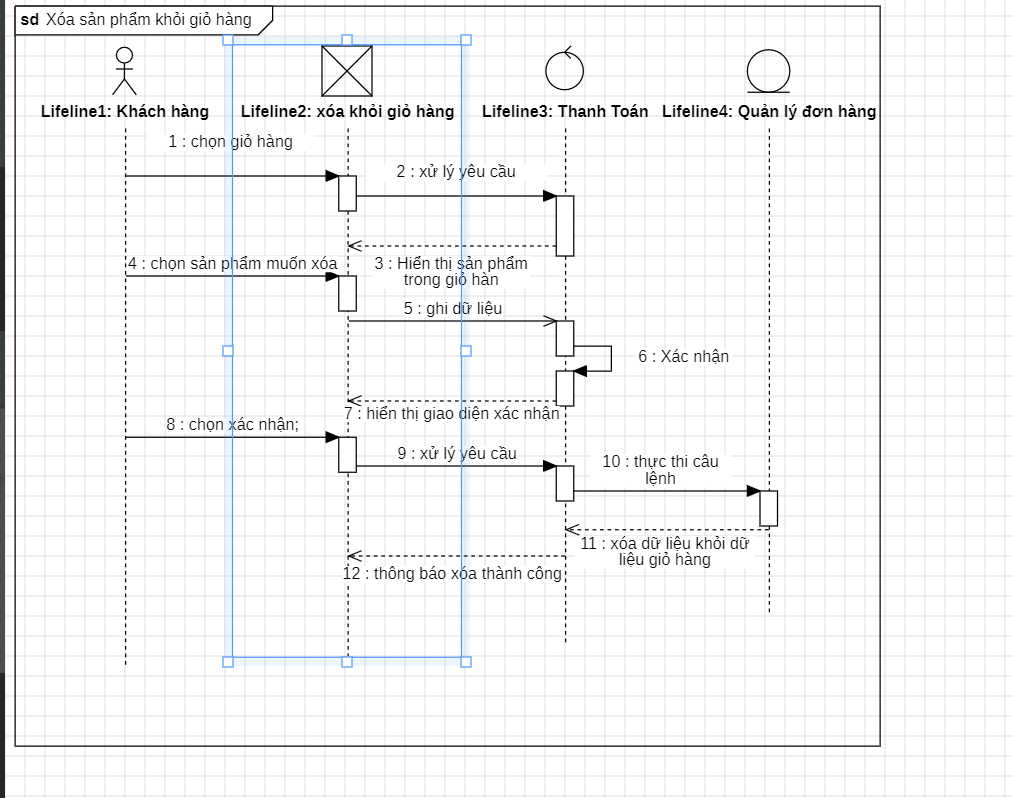 sd Xóa sản phẩm khỏi giỏ hàng
Lifeline1: Khách hàng
Lifeline2: xóa khỏi giỏ hàng
Lifeline3: Thanh Toán
Lifeline4: Quản lý đơn hàng
1 : chọn giỏ hàng
2 : xử lý yêu cầu
4 : chọn sản phẩm muốn xóa
3 : Hiển thị sản phẩm
trong giỏ hàn
5 : ghi dữ liệu
6 : Xác nhận
7 : hiển thị giao diện xác nhận
8 : chọn xác nhận;
9 : xử lý yêu cầu
10 : thực thi câu
lệnh
11 : xóa dữ liệu khỏi dữ
liệu giỏ hàng
12 : thông báo xóa thành công